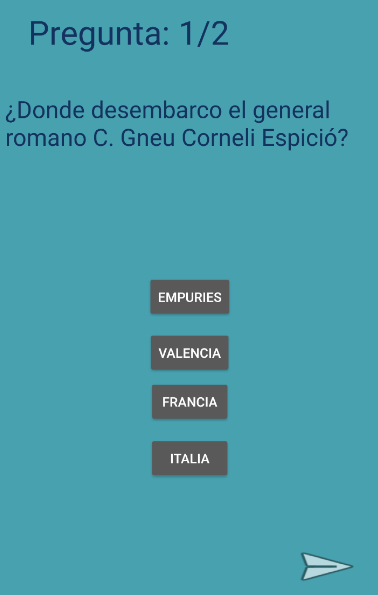 Pregunta: 1/2
¿Donde desembarco el general
romano C. Gneu Corneli Espició?
EMPURIES
VALENCIA
FRANCIA
ITALIA